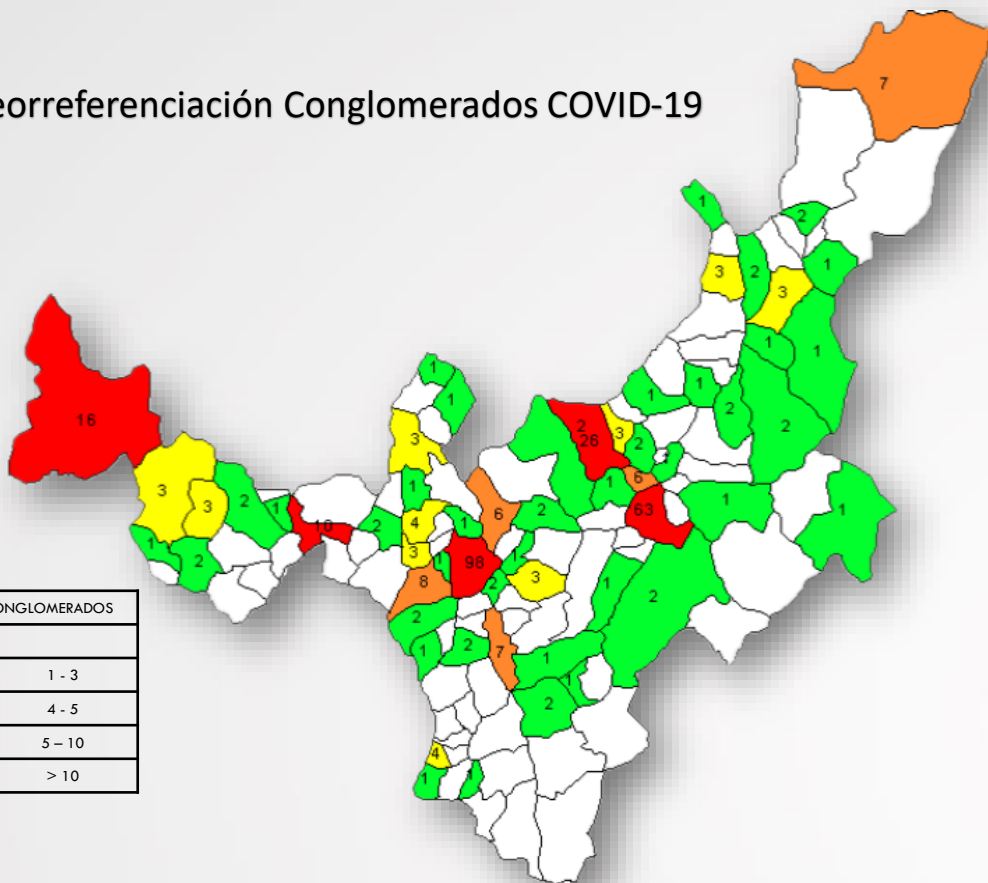 7
eorreferenciación Conglomerados COVID-19
1
2
3 2 1
3
1 1
1
1 1 1
2
16 2 26 3 2 2
3
1
3 3 2 1 10 2 4 1 6 2 1 6 63 1 1
1 2
3 1 98 1
8 2 3 1 2
ONGLOMERADOS
2
1 2 7 1
1 - 3
1
4 - 5
2
5 – 10
4
> 10
1 1